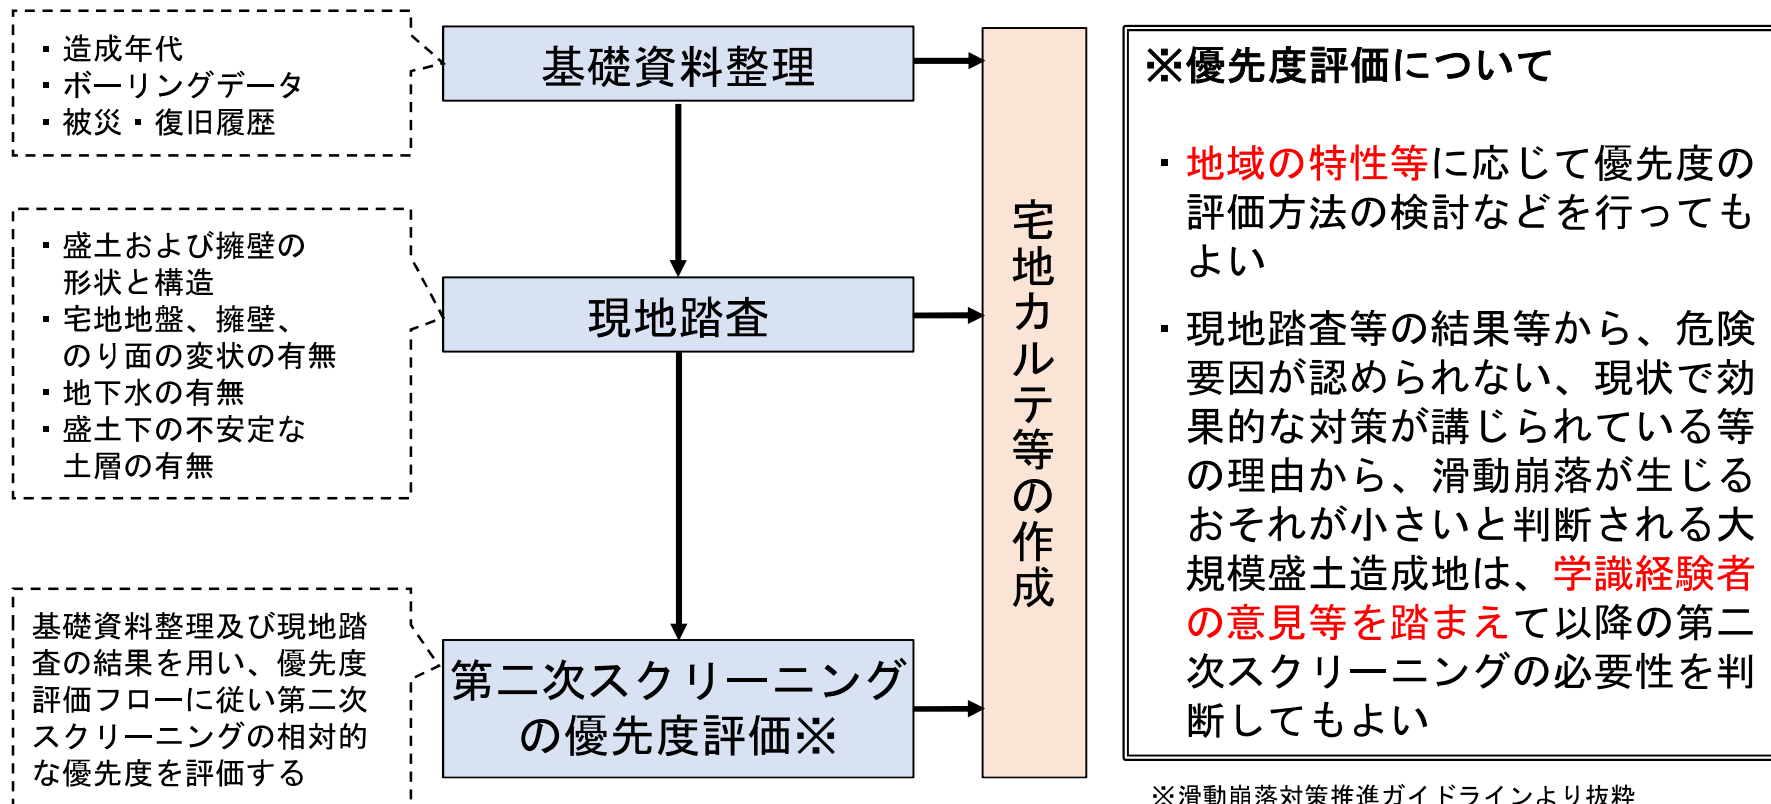 ・造成年代
・ボーリングデータ
・被災・復旧履歴
基礎資料整理
・盛土および擁壁の
形状と構造
・宅地地盤、擁壁、
のり面の変状の有無
・地下水の有無
・盛土下の不安定な
土層の有無
現地踏査
基礎資料整理及び現地踏
査の結果を用い、優先度
評価フローに従い第二次
スクリーニングの相対的
な優先度を評価する
第二次スクリーニング
の優先度評価※
宅地カルテ等の作成
※優先度評価について
・地域の特性等に応じて優先度の
評価方法の検討などを行っても
よい
・現地踏査等の結果等から、危険
要因が認められない、現状で効
果的な対策が講じられている等
の理由から、滑動崩落が生じる
おそれが小さいと判断される大
規模盛土造成地は、学識経験者
の意見等を踏まえて以降の第二
次スクリーニングの必要性を判
断してもよい
※滑動崩落対策推進ガイドラインより抜粋